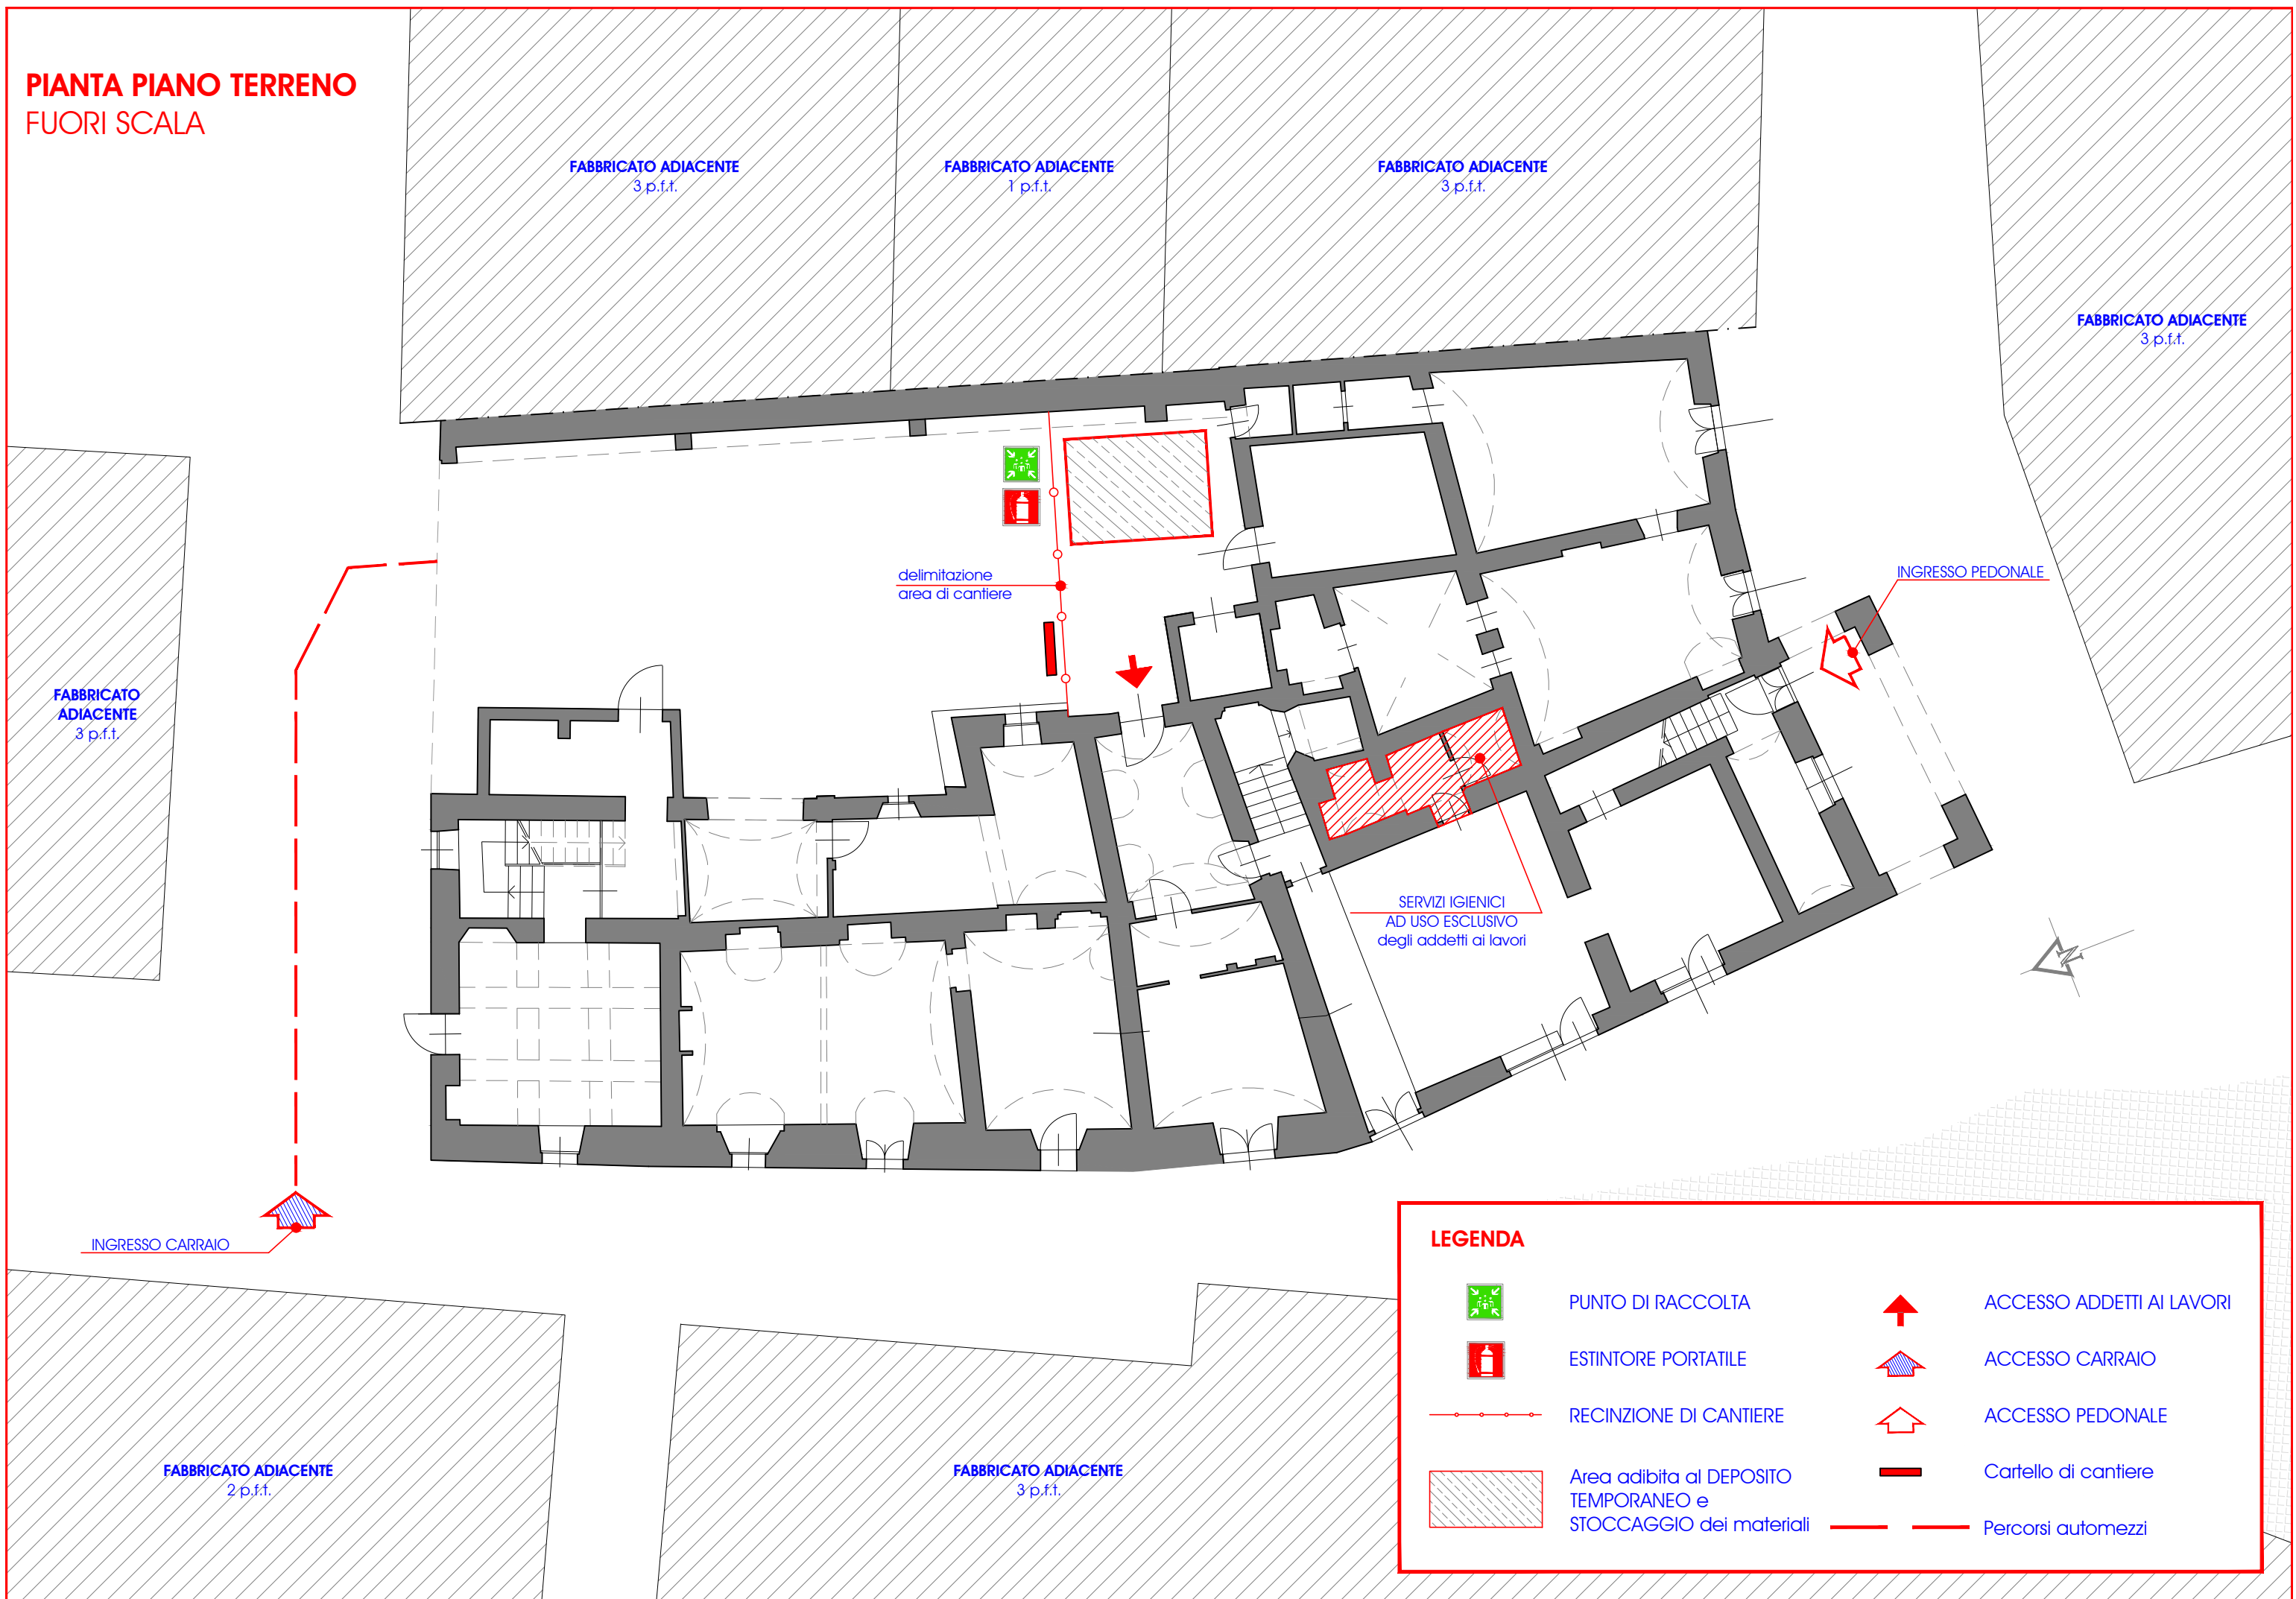 PIANTA PIANO TERRENO
FUORI SCALA
FABBRICATO ADIACENTE
3 p.f.t.
FABBRICATO ADIACENTE
1 p.f.t.
FABBRICATO ADIACENTE
3 p.f.t.
FABBRICATO ADIACENTE
3 p.f.t.
delimitazione
area di cantiere
INGRESSO PEDONALE
FABBRICATO
ADIACENTE
3 p.f.t.
SERVIZI IGIENICI
AD USO ESCLUSIVO
degli addetti ai lavori
N
INGRESSO CARRAIO
FABBRICATO ADIACENTE
2 p.f.t.
FABBRICATO ADIACENTE
3 p.f.t.
LEGENDA
PUNTO DI RACCOLTA
ESTINTORE PORTATILE
RECINZIONE DI CANTIERE
Area adibita al DEPOSITO
TEMPORANEO e
STOCCAGGIO dei materiali
ACCESSO ADDETTI AI LAVORI
ACCESSO CARRAIO
ACCESSO PEDONALE
Cartello di cantiere
Percorsi automezzi